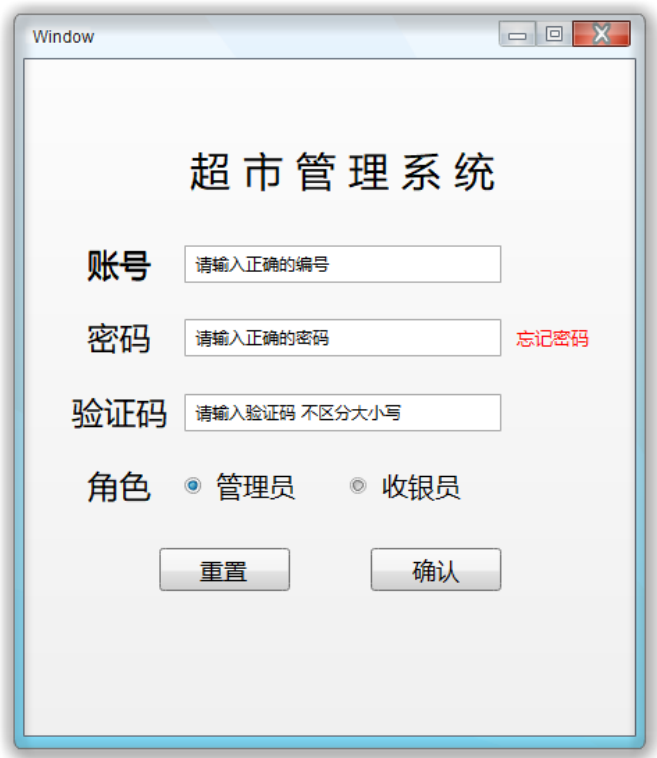 Window
超市管理系统
账号 请输入正确的编号
密码 请输入正确的密码 忘记密码
验证码 请输入验证码 不区分大小写
角色 管理员 收银员
重置 确认